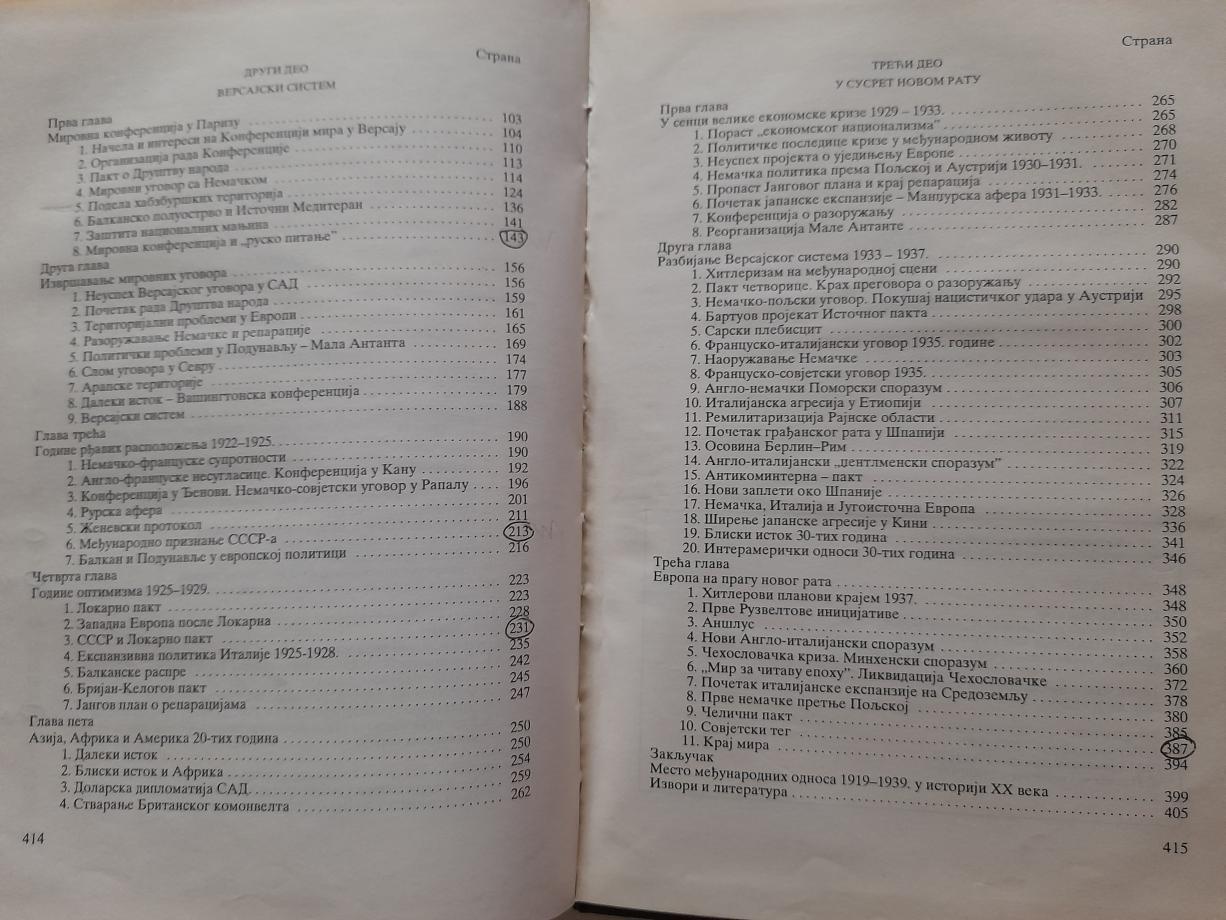 Страна
ДРУГИ ДЕО
ВЕРСАЈСКИ СИСТЕМ
Прва глава
Мировна конференција у Паризу . . . . . . . . . . 103
1. Начела и интереси на Конференцији мира у Версају . . . . . . . . . . 104
2. Организација рада Конференције . . . . . . . . . . 110
3. Пакт о Друштву народа . . . . . . . . . . 113
4. Мировни уговор са Немачком . . . . . . . . . . 114
5. Подела хабзбуршких територија . . . . . . . . . . 124
6. Балканско полуострво и Источни Медитеран . . . . . . . . . . 136
7. Заштита националних мањина . . . . . . . . . . 141
8. Мировна конференција и „руско питање” . . . . . . . . . . 143
Друга глава
Извршавање мировних уговора . . . . . . . . . . 156
1. Неуспех Версајског уговора у САД . . . . . . . . . . 156
2. Почетак рада Друштва народа . . . . . . . . . . 159
3. Територијални проблеми у Европи . . . . . . . . . . 161
4. Разоружавање Немачке и репарације . . . . . . . . . . 165
5. Политички проблеми у Подунављу – Мала Антанта . . . . . . . . . . 169
6. Слом уговора у Севру . . . . . . . . . . 174
7. Арапске територије . . . . . . . . . . 177
8. Далеки исток – Вашингтонска конференција . . . . . . . . . . 179
9. Версајски систем . . . . . . . . . . 188
Глава трећа
Године рђавих расположења 1922–1925. . . . . . . . . . . 190
1. Немачко-француске супротности . . . . . . . . . . 190
2. Англо-француске несугласице. Конференција у Кану . . . . . . . . . . 192
3. Конференција у Ђенови. Немачко-совјетски уговор у Рапалу . . . . 196
4. Рурска афера . . . . . . . . . . 201
5. Женевски протокол . . . . . . . . . . 211
6. Међународно признање СССР-а . . . . . . . . . . 213
7. Балкан и Подунавље у европској политици . . . . . . . . . . 216
Четврта глава
Године оптимизма 1925–1929. . . . . . . . . . . 223
1. Локарно пакт . . . . . . . . . . 223
2. Западна Европа после Локарна . . . . . . . . . . 228
3. СССР и Локарно пакт . . . . . . . . . . 231
4. Експанзивна политика Италије 1925-1928. . . . . . . . . . . 235
5. Балканске распре . . . . . . . . . . 242
6. Бријан-Келогов пакт . . . . . . . . . . 245
7. Јангов план о репарацијама . . . . . . . . . . 247
Глава пета
Азија, Африка и Америка 20-тих година . . . . . . . . . . 250
1. Далеки исток . . . . . . . . . . 250
2. Блиски исток и Африка . . . . . . . . . . 254
3. Доларска дипломатија САД. . . . . . . . . . . 259
4. Стварање Британског комонвелта . . . . . . . . . . 262
414
Страна
ТРЕЋИ ДЕО
У СУСРЕТ НОВОМ РАТУ
Прва глава
У сенци велике економске кризе 1929 – 1933. . . . . . . . . . . 265
1. Пораст „економског национализма” . . . . . . . . . . 265
2. Политичке последице кризе у међународном животу . . . . . . . . . . 268
3. Неуспех пројекта о уједињењу Европе . . . . . . . . . . 270
4. Немачка политика према Пољској и Аустрији 1930–1931. . . . . . . . . 271
5. Пропаст Јанговог плана и крај репарација . . . . . . . . . . 274
6. Почетак јапанске експанзије – Манџурска афера 1931–1933. . . . . . 276
7. Конференција о разоружању . . . . . . . . . . 282
8. Реорганизација Мале Антанте . . . . . . . . . . 287
Друга глава
Разбијање Версајског система 1933 – 1937. . . . . . . . . . . 290
1. Хитлеризам на међународној сцени . . . . . . . . . . 290
2. Пакт четворице. Крах преговора о разоружању . . . . . . . . . . 292
3. Немачко-пољски уговор. Покушај нацистичког удара у Аустрији 295
4. Бартуов пројекат Источног пакта . . . . . . . . . . 298
5. Сарски плебисцит . . . . . . . . . . 300
6. Француско-италијански уговор 1935. године . . . . . . . . . . 302
7. Наоружавање Немачке . . . . . . . . . . 303
8. Француско-совјетски уговор 1935. . . . . . . . . . . 305
9. Англо-немачки Поморски споразум . . . . . . . . . . 306
10. Италијанска агресија у Етиопији . . . . . . . . . . 307
11. Ремилитаризација Рајнске области . . . . . . . . . . 311
12. Почетак грађанског рата у Шпанији . . . . . . . . . . 315
13. Осовина Берлин–Рим . . . . . . . . . . 319
14. Англо-италијански „џентлменски споразум” . . . . . . . . . . 322
15. Антикоминтерна – пакт . . . . . . . . . . 324
16. Нови заплети око Шпаније . . . . . . . . . . 326
17. Немачка, Италија и Југоисточна Европа . . . . . . . . . . 328
18. Ширење јапанске агресије у Кини . . . . . . . . . . 336
19. Блиски исток 30-тих година . . . . . . . . . . 341
20. Интерамерички односи 30-тих година . . . . . . . . . . 346
Трећа глава
Европа на прагу новог рата . . . . . . . . . . 348
1. Хитлерови планови крајем 1937. . . . . . . . . . . 348
2. Прве Рузвелтове иницијативе . . . . . . . . . . 350
3. Аншлус . . . . . . . . . . 352
4. Нови Англо-италијански споразум . . . . . . . . . . 358
5. Чехословачка криза. Минхенски споразум . . . . . . . . . . 360
6. „Мир за читаву епоху”. Ликвидација Чехословачке . . . . . . . . . . 372
7. Почетак италијанске експанзије на Средоземљу . . . . . . . . . . 378
8. Прве немачке претње Пољској . . . . . . . . . . 380
9. Челични пакт . . . . . . . . . . 385
10. Совјетски тег . . . . . . . . . . 387
11. Крај мира . . . . . . . . . . 394
Закључак
Место међународних односа 1919–1939. у историји XX века . . . . . . . . . . 399
Извори и литература . . . . . . . . . . 405
415